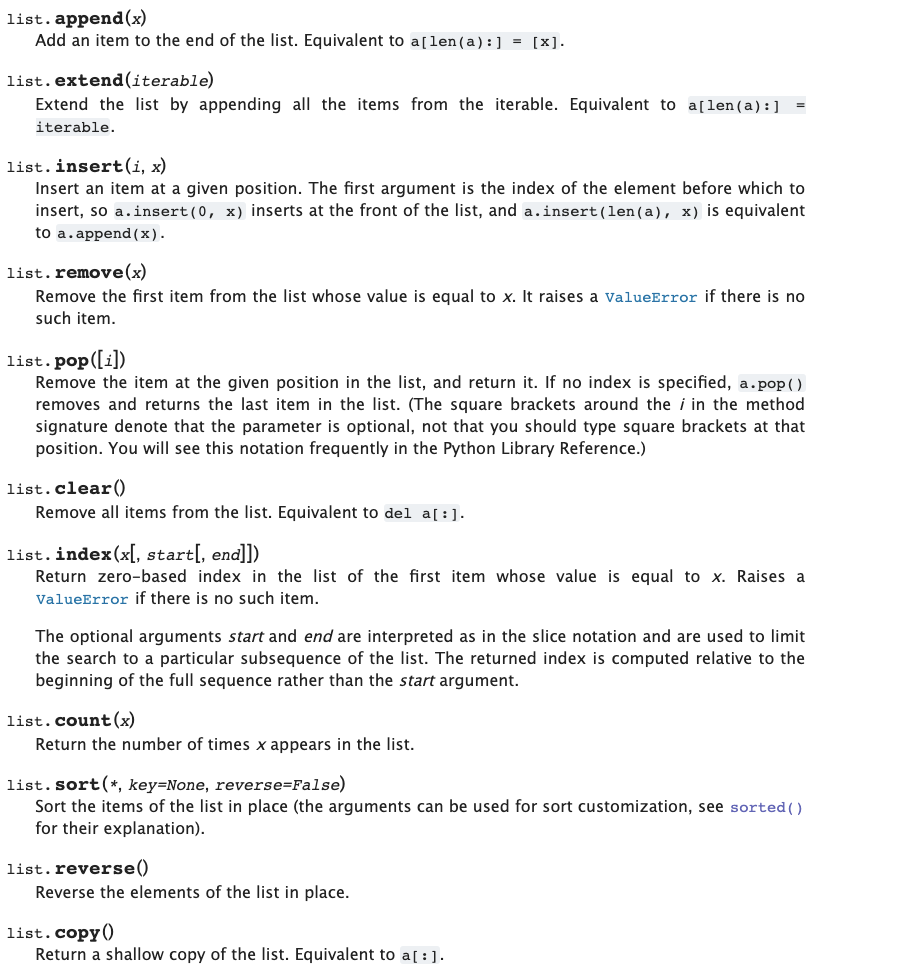 list.append(x)
Add an item to the end of the list. Equivalent to a[len(a):] = [x].
list.extend(iterable)
Extend the list by appending all the items from the iterable. Equivalent to a[len(a):] =
iterable.
list.insert(i, x)
Insert an item at a given position. The first argument is the index of the element before which to
insert, so a.insert(0, x) inserts at the front of the list, and a.insert(len(a), x) is equivalent
to a.append(x).
list.remove(x)
Remove the first item from the list whose value is equal to x. It raises a ValueError if there is no
such item.
list.pop([i])
Remove the item at the given position in the list, and return it. If no index is specified, a.pop()
removes and returns the last item in the list. (The square brackets around the i in the method
signature denote that the parameter is optional, not that you should type square brackets at that
position. You will see this notation frequently in the Python Library Reference.)
list.clear()
Remove all items from the list. Equivalent to del a[:].
list.index(x[, start[, end]])
Return zero-based index in the list of the first item whose value is equal to x. Raises a
ValueError if there is no such item.
The optional arguments start and end are interpreted as in the slice notation and are used to limit
the search to a particular subsequence of the list. The returned index is computed relative to the
beginning of the full sequence rather than the start argument.
list.count(x)
Return the number of times x appears in the list.
list.sort(*, key=None, reverse=False)
Sort the items of the list in place (the arguments can be used for sort customization, see sorted()
for their explanation).
list.reverse()
Reverse the elements of the list in place.
list.copy()
Return a shallow copy of the list. Equivalent to a[:].